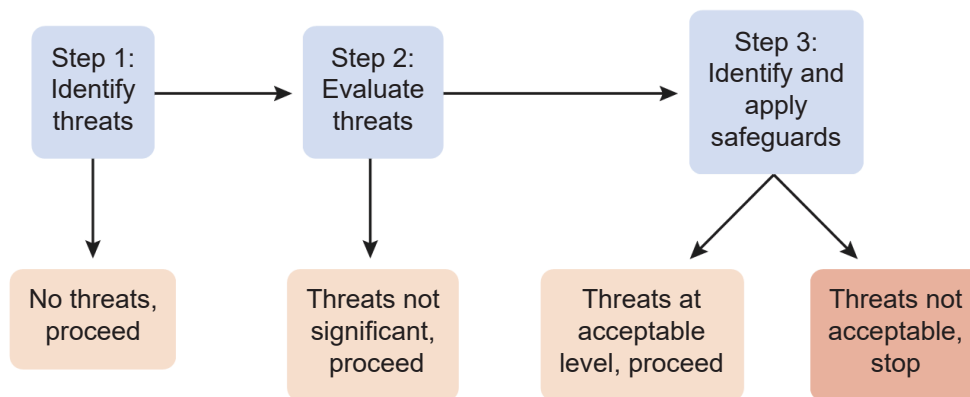 Step 1:
Identify
threats
Step 2:
Evaluate
threats
Step 3:
Identify and
apply
safeguards
No threats,
proceed
Threats not
significant,
proceed
Threats at
acceptable
level, proceed
Threats not
acceptable,
stop